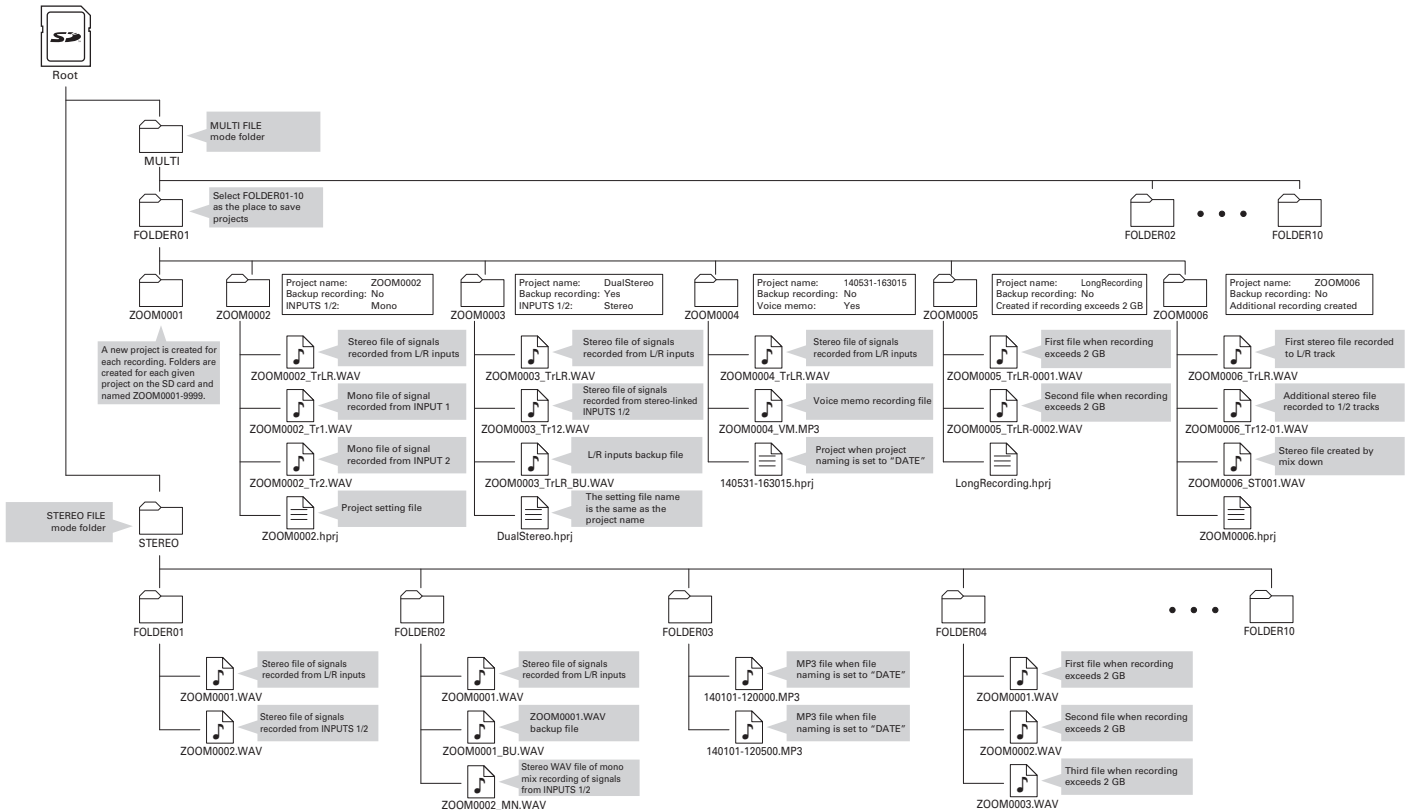 SD
Root
MULTI FILE
mode folder
MULTI
Select FOLDER01-10
as the place to save
projects
FOLDER01
FOLDER02
FOLDER10
ZOOM0001
A new project is created for
each recording. Folders are
created for each given
project on the SD card and
named ZOOM0001-9999.
ZOOM0002
Project name: ZOOM0002
Backup recording: No
INPUTS 1/2: Mono
Stereo file of signals
recorded from L/R inputs
ZOOM0002_TrLR.WAV
Mono file of signal
recorded from INPUT 1
ZOOM0002_Tr1.WAV
Mono file of signal
recorded from INPUT 2
ZOOM0002_Tr2.WAV
Project setting file
ZOOM0002.hprj
ZOOM0003
Project name: DualStereo
Backup recording: Yes
INPUTS 1/2: Stereo
Stereo file of signals
recorded from L/R inputs
ZOOM0003_TrLR.WAV
Stereo file of signals
recorded from stereo-linked
INPUTS 1/2
ZOOM0003_Tr12.WAV
L/R inputs backup file
ZOOM0003_TrLR_BU.WAV
The setting file name
is the same as the
project name
DualStereo.hprj
ZOOM0004
Project name: 140531-163015
Backup recording: No
Voice memo: Yes
Stereo file of signals
recorded from L/R inputs
ZOOM0004_TrLR.WAV
Voice memo recording file
ZOOM0004_VM.MP3
Project when project
naming is set to “DATE”
140531-163015.hprj
ZOOM0005
Project name: LongRecording
Backup recording: No
Created if recording exceeds 2 GB
First file when recording
exceeds 2 GB
ZOOM0005_TrLR-0001.WAV
Second file when recording
exceeds 2 GB
ZOOM0005_TrLR-0002.WAV
LongRecording.hprj
ZOOM0006
Project name: ZOOM006
Backup recording: No
Additional recording created
First stereo file recorded
to L/R track
ZOOM0006_TrLR.WAV
Additional stereo file
recorded to 1/2 tracks
ZOOM0006_Tr12-01.WAV
Stereo file created by
mix down
ZOOM0006_ST001.WAV
ZOOM0006.hprj
STEREO FILE
mode folder
STEREO
FOLDER01
Stereo file of signals
recorded from L/R inputs
ZOOM0001.WAV
Stereo file of signals
recorded from INPUTS 1/2
ZOOM0002.WAV
FOLDER02
Stereo file of signals
recorded from L/R inputs
ZOOM0001.WAV
ZOOM0001.WAV
backup file
ZOOM0001_BU.WAV
Stereo WAV file of mono
mix recording of signals
from INPUTS 1/2
ZOOM0002_MN.WAV
FOLDER03
MP3 file when file
naming is set to “DATE”
140101-120000.MP3
MP3 file when file
naming is set to “DATE”
140101-120500.MP3
FOLDER04
First file when recording
exceeds 2 GB
ZOOM0001.WAV
Second file when recording
exceeds 2 GB
ZOOM0002.WAV
Third file when recording
exceeds 2 GB
ZOOM0003.WAV
FOLDER10